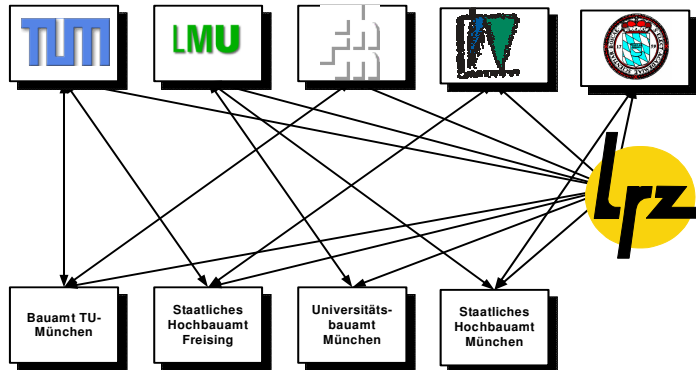 TUM
LMU
lrz
Bauamt TU-
München
Staatliches
Hochbauamt
Freising
Universitäts-
bauamt
München
Staatliches
Hochbauamt
München